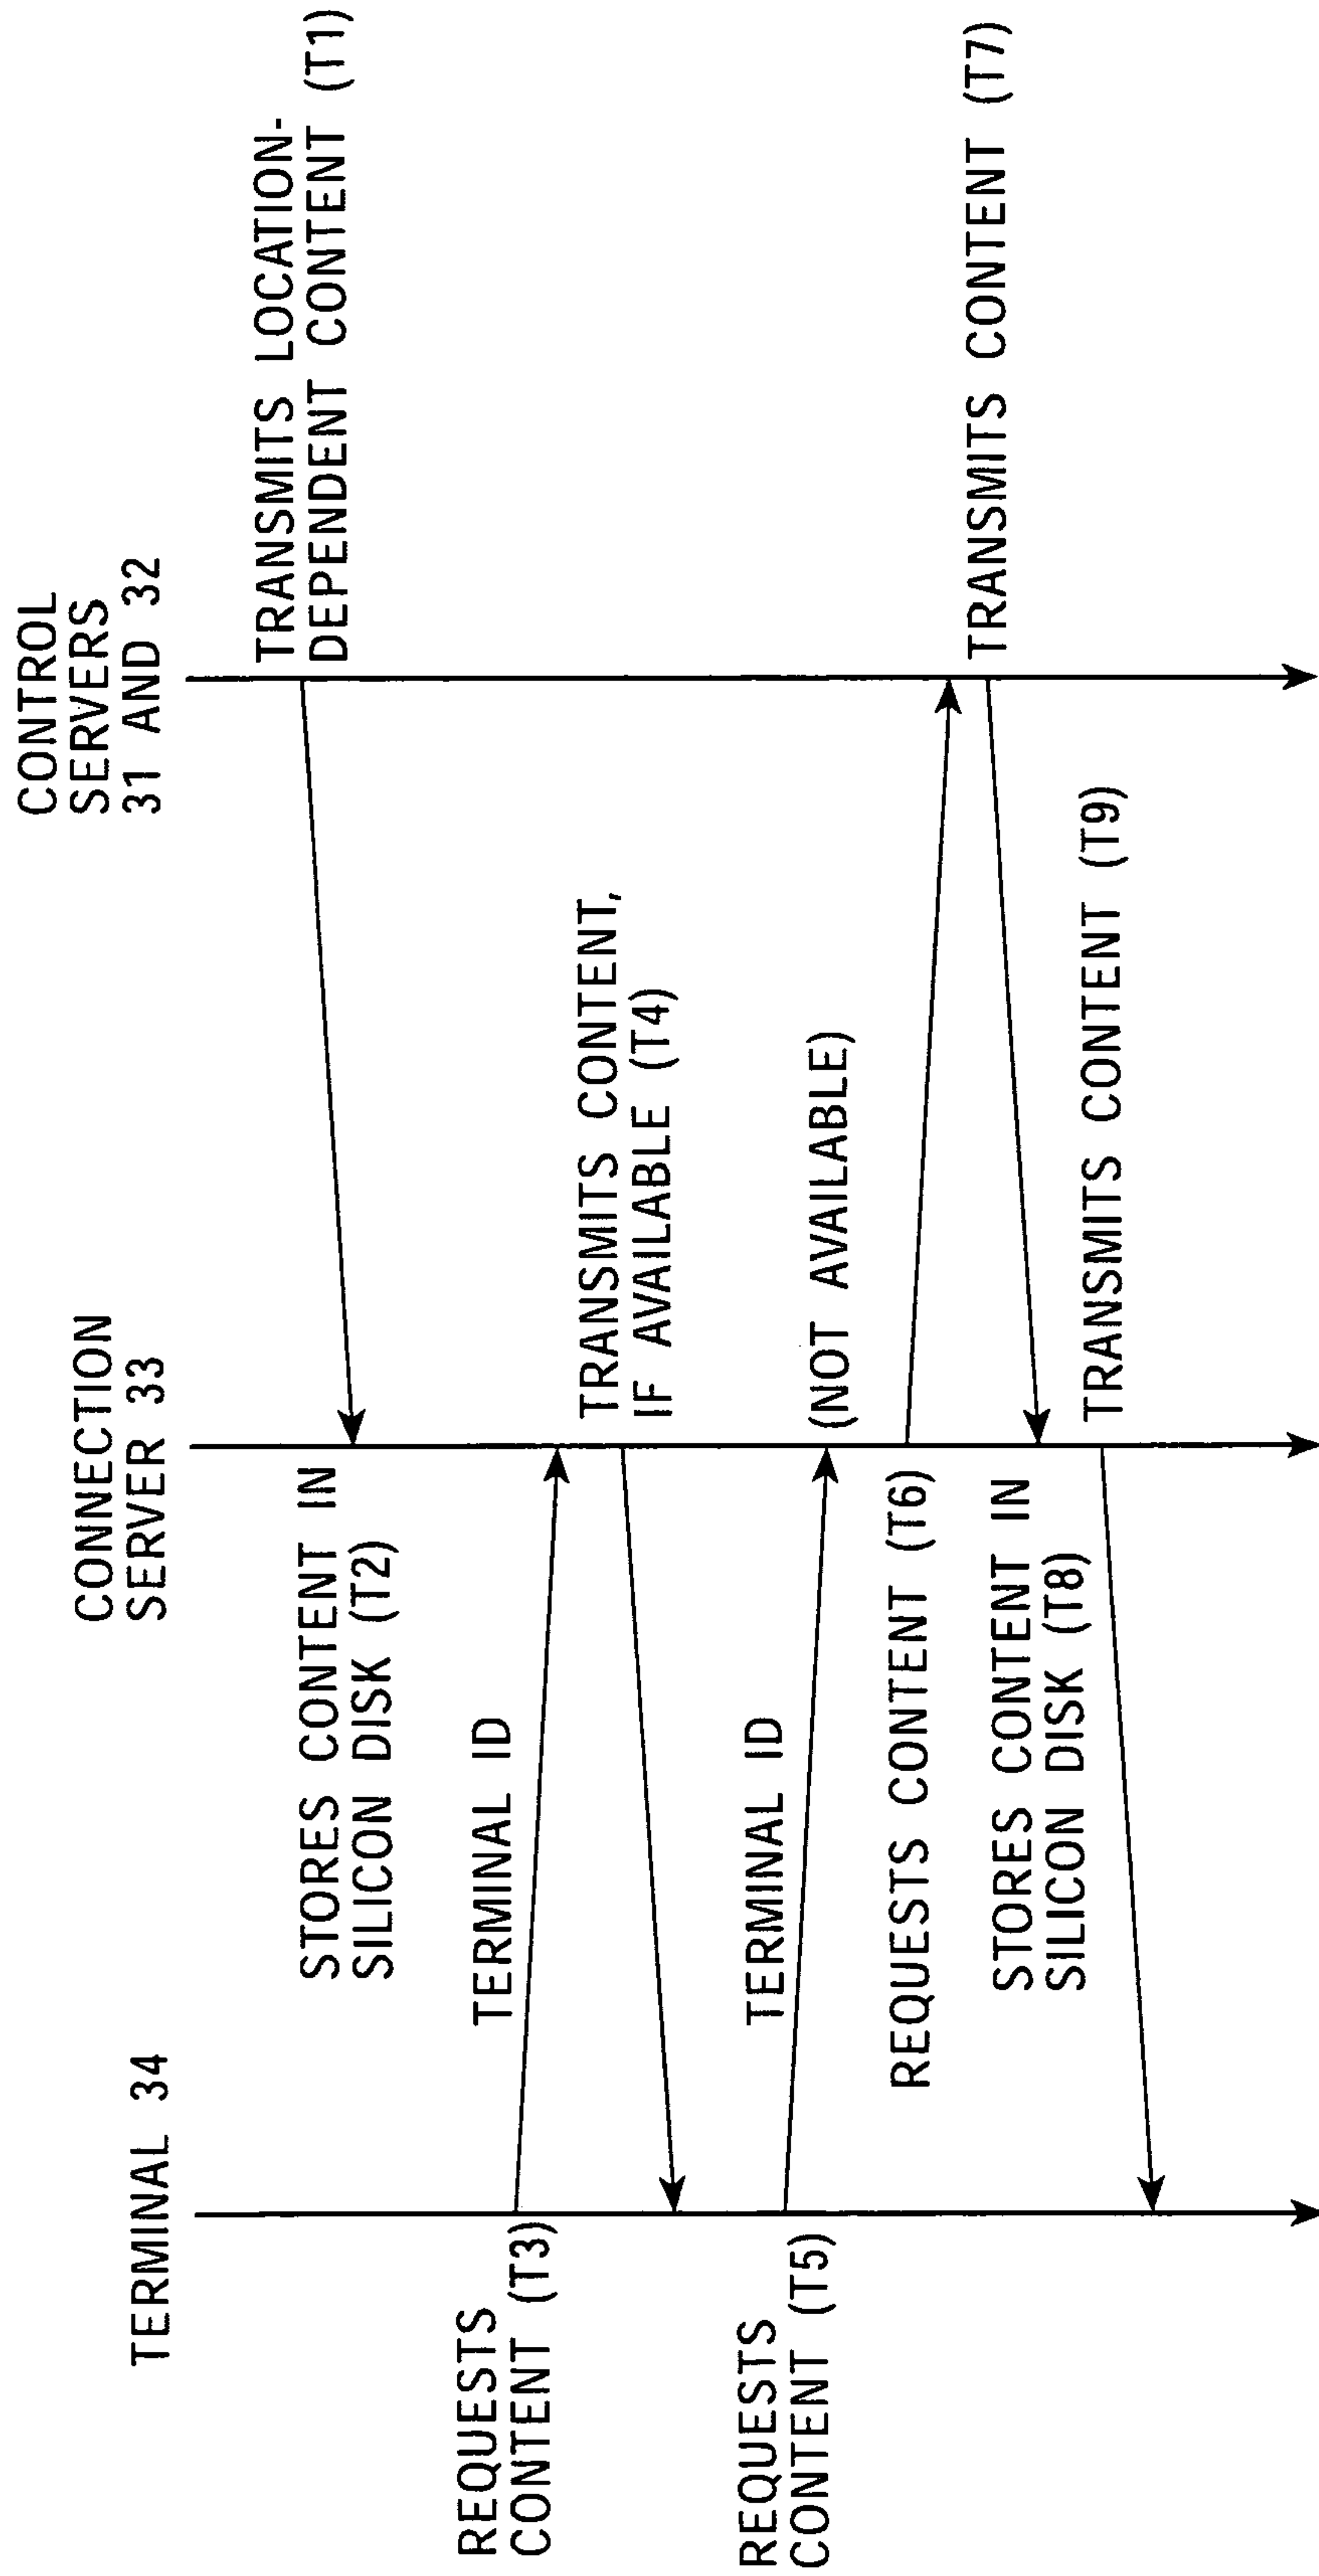 TERMINAL 34
CONNECTION
SERVER 33
CONTROL
SERVERS
31 AND 32
TRANSMITS LOCATION-
DEPENDENT CONTENT (T1)
STORES CONTENT IN
SILICON DISK (T2)
REQUESTS
CONTENT (T3)
TERMINAL ID
TRANSMITS CONTENT,
IF AVAILABLE (T4)
REQUESTS
CONTENT (T5)
TERMINAL ID
(NOT AVAILABLE)
REQUESTS CONTENT (T6)
TRANSMITS CONTENT (T7)
STORES CONTENT IN
SILICON DISK (T8)
TRANSMITS CONTENT (T9)